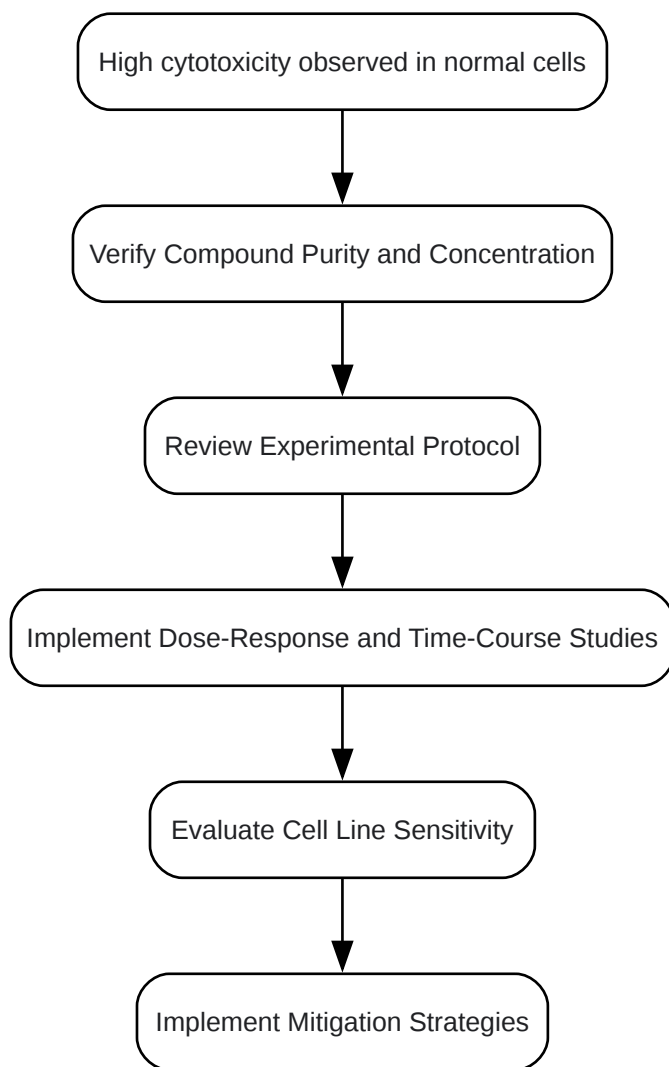 High cytotoxicity observed in normal cells
Verify Compound Purity and Concentration
Review Experimental Protocol
Implement Dose-Response and Time-Course Studies
Evaluate Cell Line Sensitivity
Implement Mitigation Strategies